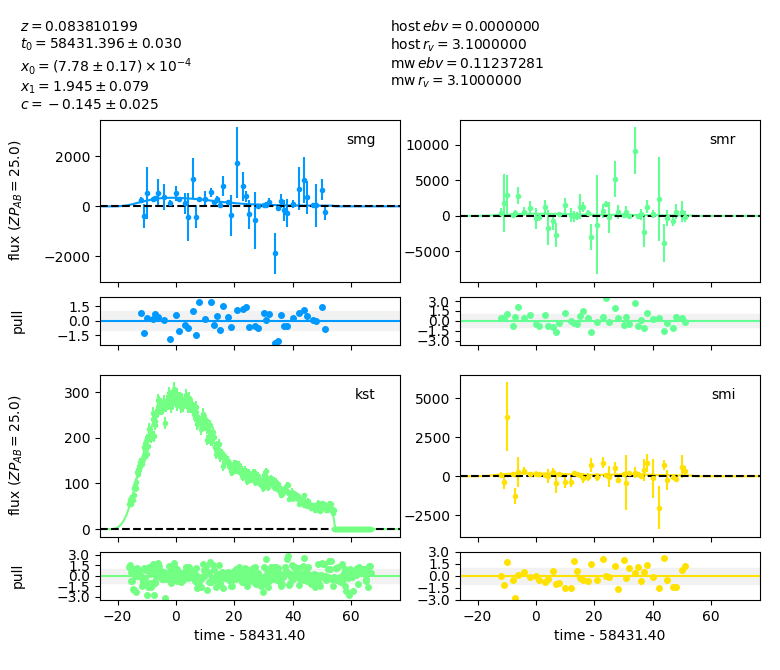 z = 0.083810199
t₀ = 58431.396 ± 0.030
x₀ = (7.78 ± 0.17) × 10⁻⁴
x₁ = 1.945 ± 0.079
c = −0.145 ± 0.025
host ebv = 0.0000000
host r_v = 3.1000000
mw ebv = 0.11237281
mw r_v = 3.1000000
flux (ZP_AB = 25.0)
2000
0
−2000
smg
10000
5000
0
−5000
smr
pull
1.5
0.0
−1.5
3.0
1.5
0.0
−1.5
−3.0
flux (ZP_AB = 25.0)
300
200
100
0
kst
5000
2500
0
−2500
smi
pull
3.0
1.5
0.0
−1.5
−3.0
−20 0 20 40 60
time - 58431.40
3.0
1.5
0.0
−1.5
−3.0
−20 0 20 40 60
time - 58431.40